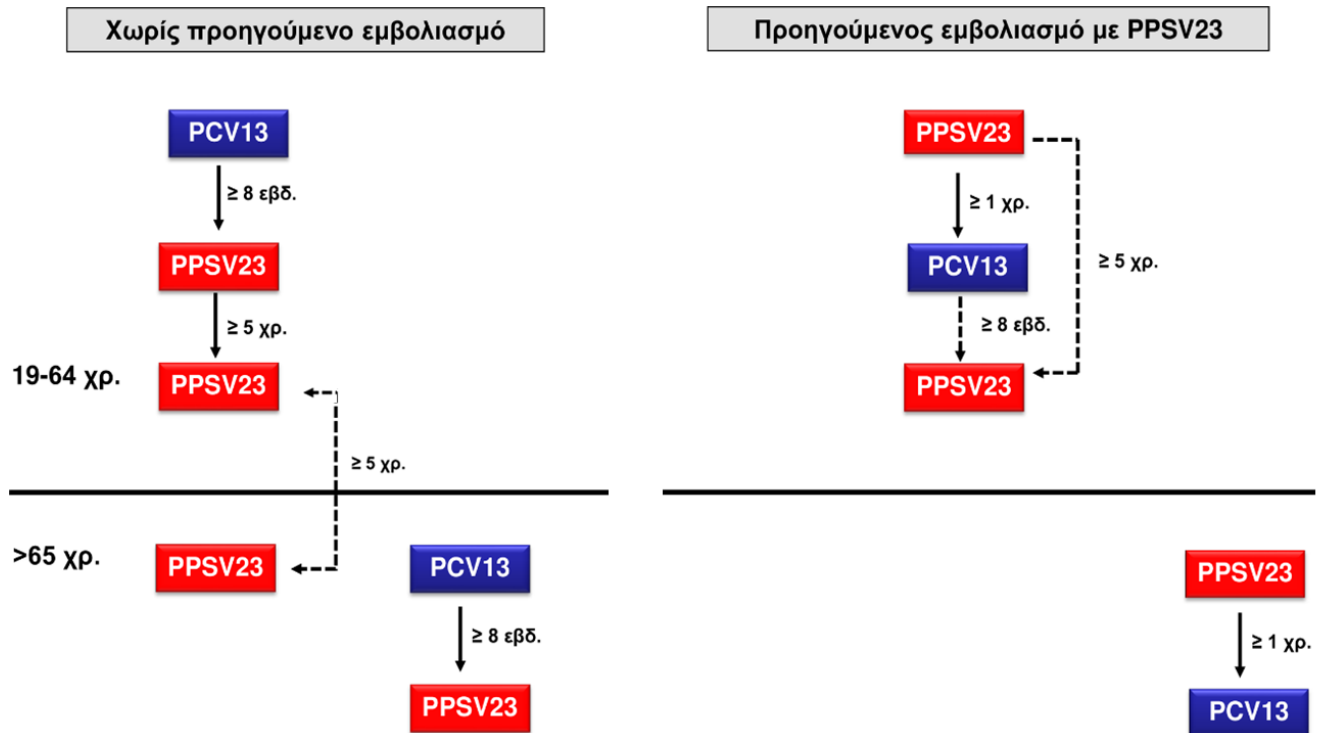 Χωρίς προηγούμενο εμβολιασμό
PCV13
≥ 8 εβδ.
PPSV23
≥ 5 χρ.
19-64 χρ.
PPSV23
≥ 5 χρ.
>65 χρ.
PPSV23
PCV13
≥ 8 εβδ.
PPSV23
Προηγούμενος εμβολιασμό με PPSV23
PPSV23
≥ 1 χρ.
≥ 5 χρ.
PCV13
≥ 8 εβδ.
PPSV23
PPSV23
≥ 1 χρ.
PCV13